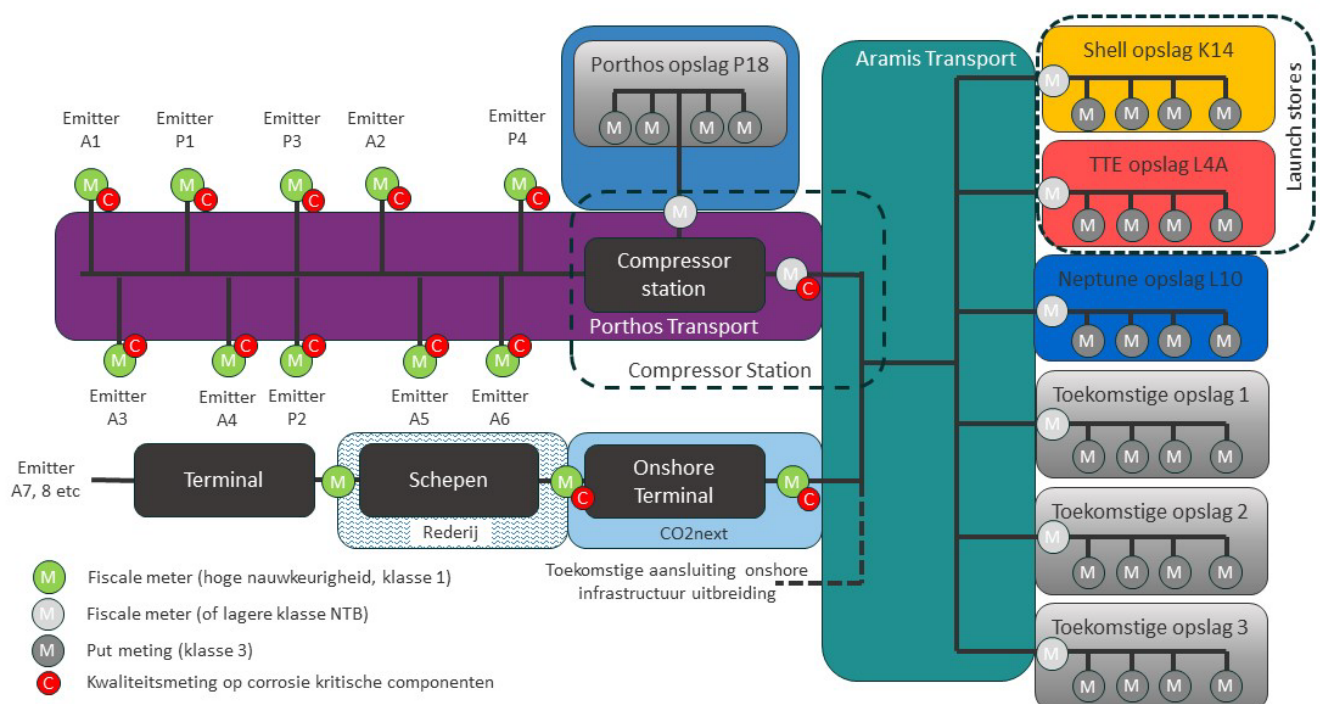 Porthos opslag P18
M M M M
Aramis Transport
Shell opslag K14
M
M M M M
Launch stores
TTE opslag L4A
M
M M M M
Emitter
A1
Emitter
P1
Emitter
P3
Emitter
A2
Emitter
P4
M C
M C
M C
M C
M C
M
Compressor
station
M C
Porthos Transport
Compressor Station
Neptune opslag L10
M
M M M M
M C
M C
M C
M C
M C
Emitter
A3
Emitter
A4
Emitter
P2
Emitter
A5
Emitter
A6
Toekomstige opslag 1
M
M M M M
Emitter
A7, 8 etc
Terminal
M
Schepen
Rederij
M C
Onshore
Terminal
M C
CO2next
Toekomstige opslag 2
M
M M M M
Toekomstige aansluiting onshore
infrastructuur uitbreiding
Toekomstige opslag 3
M
M M M M
M Fiscale meter (hoge nauwkeurigheid, klasse 1)
M Fiscale meter (of lagere klasse NTB)
M Put meting (klasse 3)
C Kwaliteitsmeting op corrosie kritische componenten